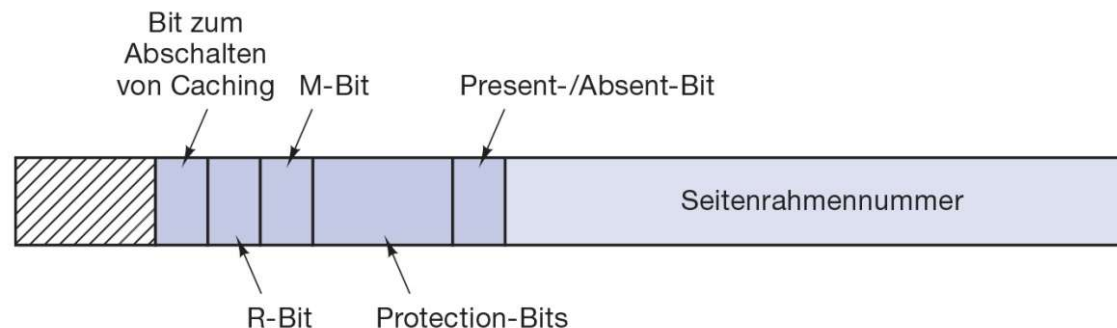 Bit zum
Abschalten
von Caching
M-Bit
Present-/Absent-Bit
Seitenrahmennummer
R-Bit
Protection-Bits